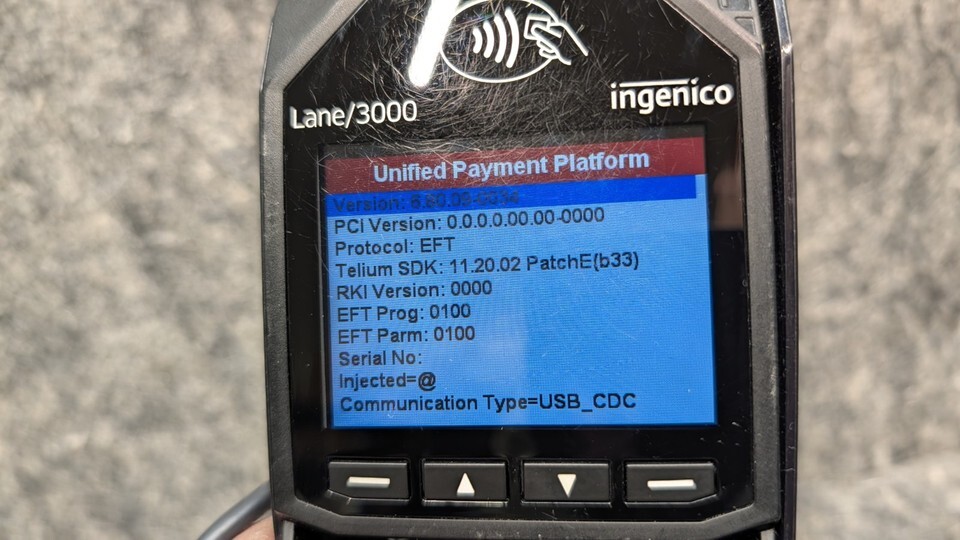 Lane/3000
ingenico
Unified Payment Platform
Version:
PCI Version: 0.0.0.0.00.00-0000
Protocol: EFT
Telium SDK: 11.20.02 PatchE(b33)
RKI Version: 0000
EFT Prog: 0100
EFT Parm: 0100
Serial No:
Injected=@
Communication Type=USB_CDC